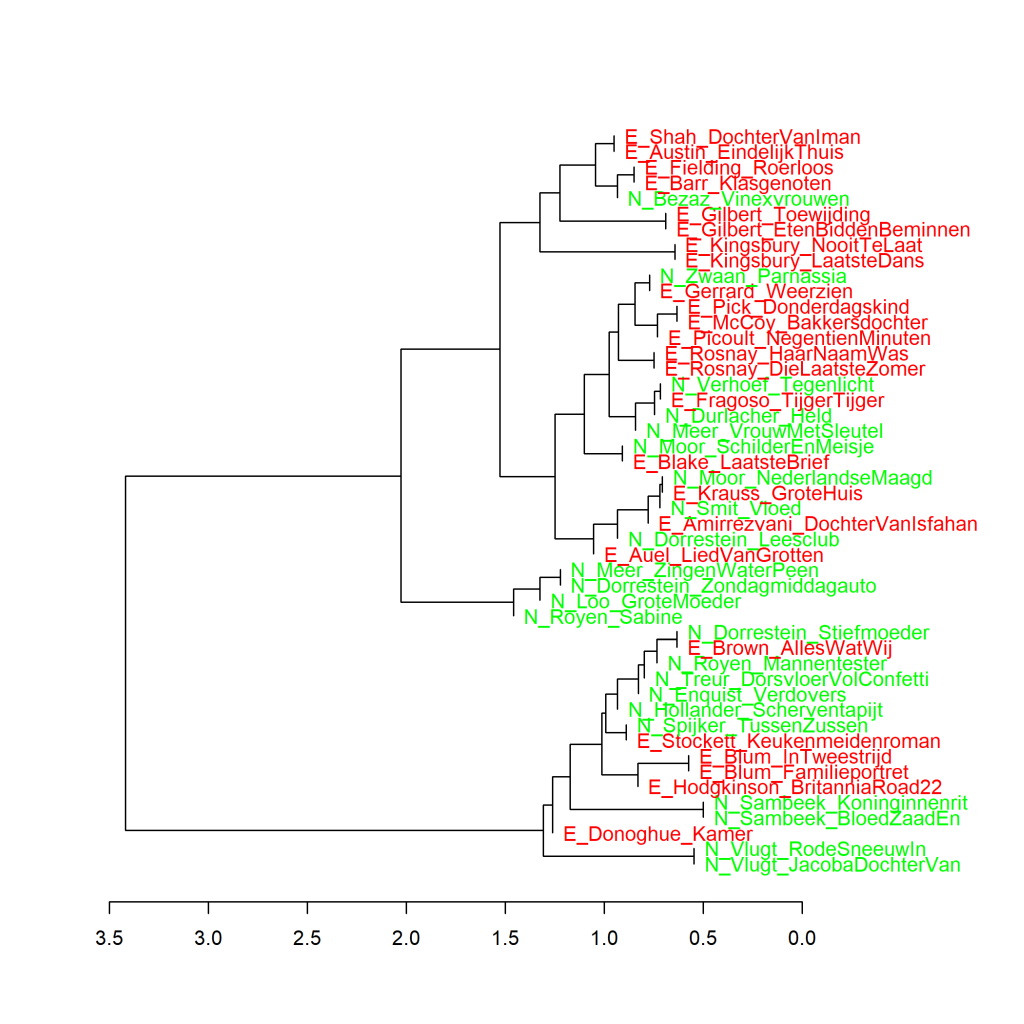 E_Shah_DochterVanIman
E_Austin_EindelijkThuis
E_Fielding_Roerloos
E_Barr_Klasgenoten
N_Bezaz_Vinexvrouwen
E_Gilbert_Toewijding
E_Gilbert_EtenBiddenBeminnen
E_Kingsbury_NooitTeLaat
E_Kingsbury_LaatsteDans
N_Zwaan_Parnassia
E_Gerrard_Weerzien
E_Pick_Donderdagskind
E_McCoy_Bakkersdochter
E_Picoult_NegentienMinuten
E_Rosnay_HaarNaamWas
E_Rosnay_DieLaatsteZomer
N_Verhoef_Tegenlicht
E_Fragoso_TijgerTijger
N_Durlacher_Held
N_Meer_VrouwMetSleutel
N_Moor_SchilderEnMeisje
E_Blake_LaatsteBrief
N_Moor_NederlandseMaagd
E_Krauss_GroteHuis
N_Smit_Vloed
E_Amirrezvani_DochterVanIsfahan
N_Dorrestein_Leesclub
E_Auel_LiedVanGrotten
N_Meer_ZingenWaterPeen
N_Dorrestein_Zondagmiddagauto
N_Loo_GroteMoeder
N_Royen_Sabine
N_Dorrestein_Stiefmoeder
E_Brown_AllesWatWij
N_Royen_Mannentester
N_Treur_DorsvloerVolConfetti
N_Enquist_Verdovers
N_Hollander_Scherventapijt
N_Spijker_TussenZussen
E_Stockett_Keukenmeidenroman
E_Blum_InTweestrijd
E_Blum_Familieportret
E_Hodgkinson_BritanniaRoad22
N_Sambeek_Koninginnenrit
N_Sambeek_BloedZaadEn
E_Donoghue_Kamer
N_Vlugt_RodeSneeuwIn
N_Vlugt_JacobaDochterVan
3.5 3.0 2.5 2.0 1.5 1.0 0.5 0.0